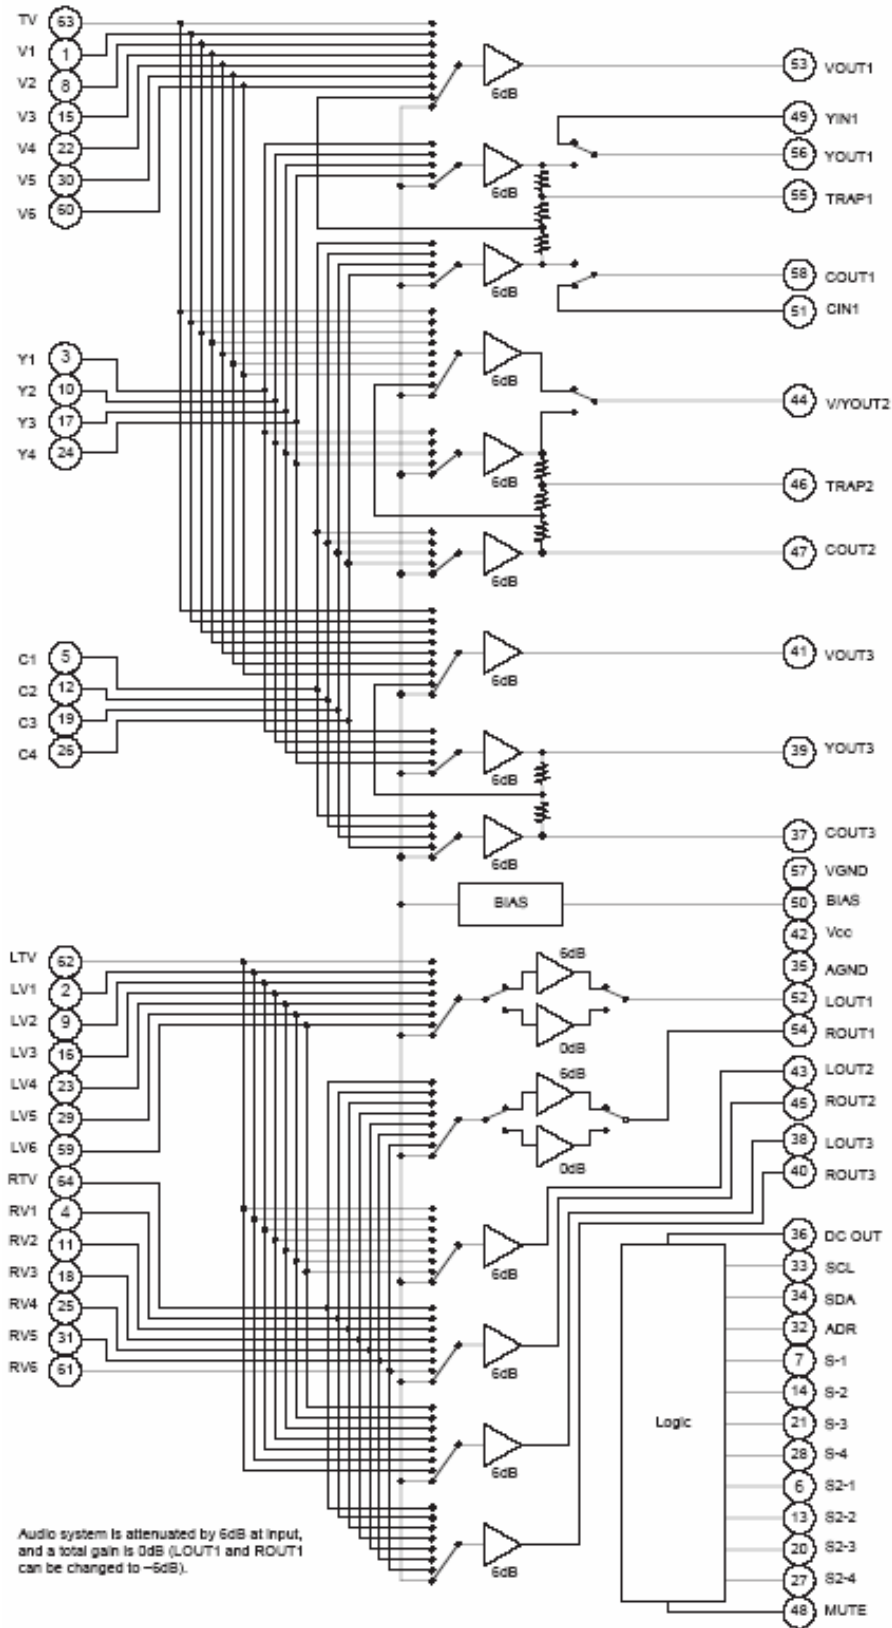 TV 63
V1 1
V2 8
V3 15
V4 22
V5 30
V6 60
Y1 3
Y2 10
Y3 17
Y4 24
C1 5
C2 12
C3 19
C4 26
LTV 62
LV1 2
LV2 9
LV3 16
LV4 23
LV5 29
LV6 59
RTV 64
RV1 4
RV2 11
RV3 18
RV4 25
RV5 31
RV6 61
6dB
6dB
6dB
6dB
6dB
6dB
6dB
6dB
6dB
BIAS
6dB
0dB
6dB
0dB
6dB
6dB
6dB
6dB
Logic
53 VOUT1
49 YIN1
56 YOUT1
55 TRAP1
58 COUT1
51 CIN1
44 V/YOUT2
46 TRAP2
47 COUT2
41 VOUT3
39 YOUT3
37 COUT3
57 VGND
50 BIAS
42 Vcc
35 AGND
52 LOUT1
54 ROUT1
43 LOUT2
45 ROUT2
38 LOUT3
40 ROUT3
36 DC OUT
33 SCL
34 SDA
32 ADR
7 S-1
14 S-2
21 S-3
28 S-4
6 S2-1
13 S2-2
20 S2-3
27 S2-4
48 MUTE
Audio system is attenuated by 6dB at input,
and a total gain is 0dB (LOUT1 and ROUT1
can be changed to –6dB).